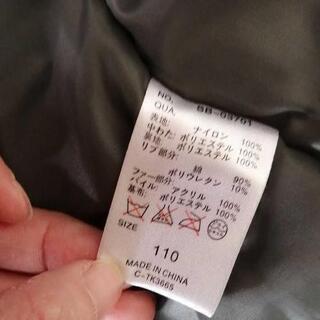 NO.
QUA. SB-03791
表地: ナイロン 100%
中わた: ポリエステル 100%
裏地: ポリエステル 100%
リブ部分: 綿 90%
ポリウレタン 10%
ファー部分:
パイル: アクリル 100%
基布: ポリエステル 100%
SIZE 110
MADE IN CHINA
C-TK3665